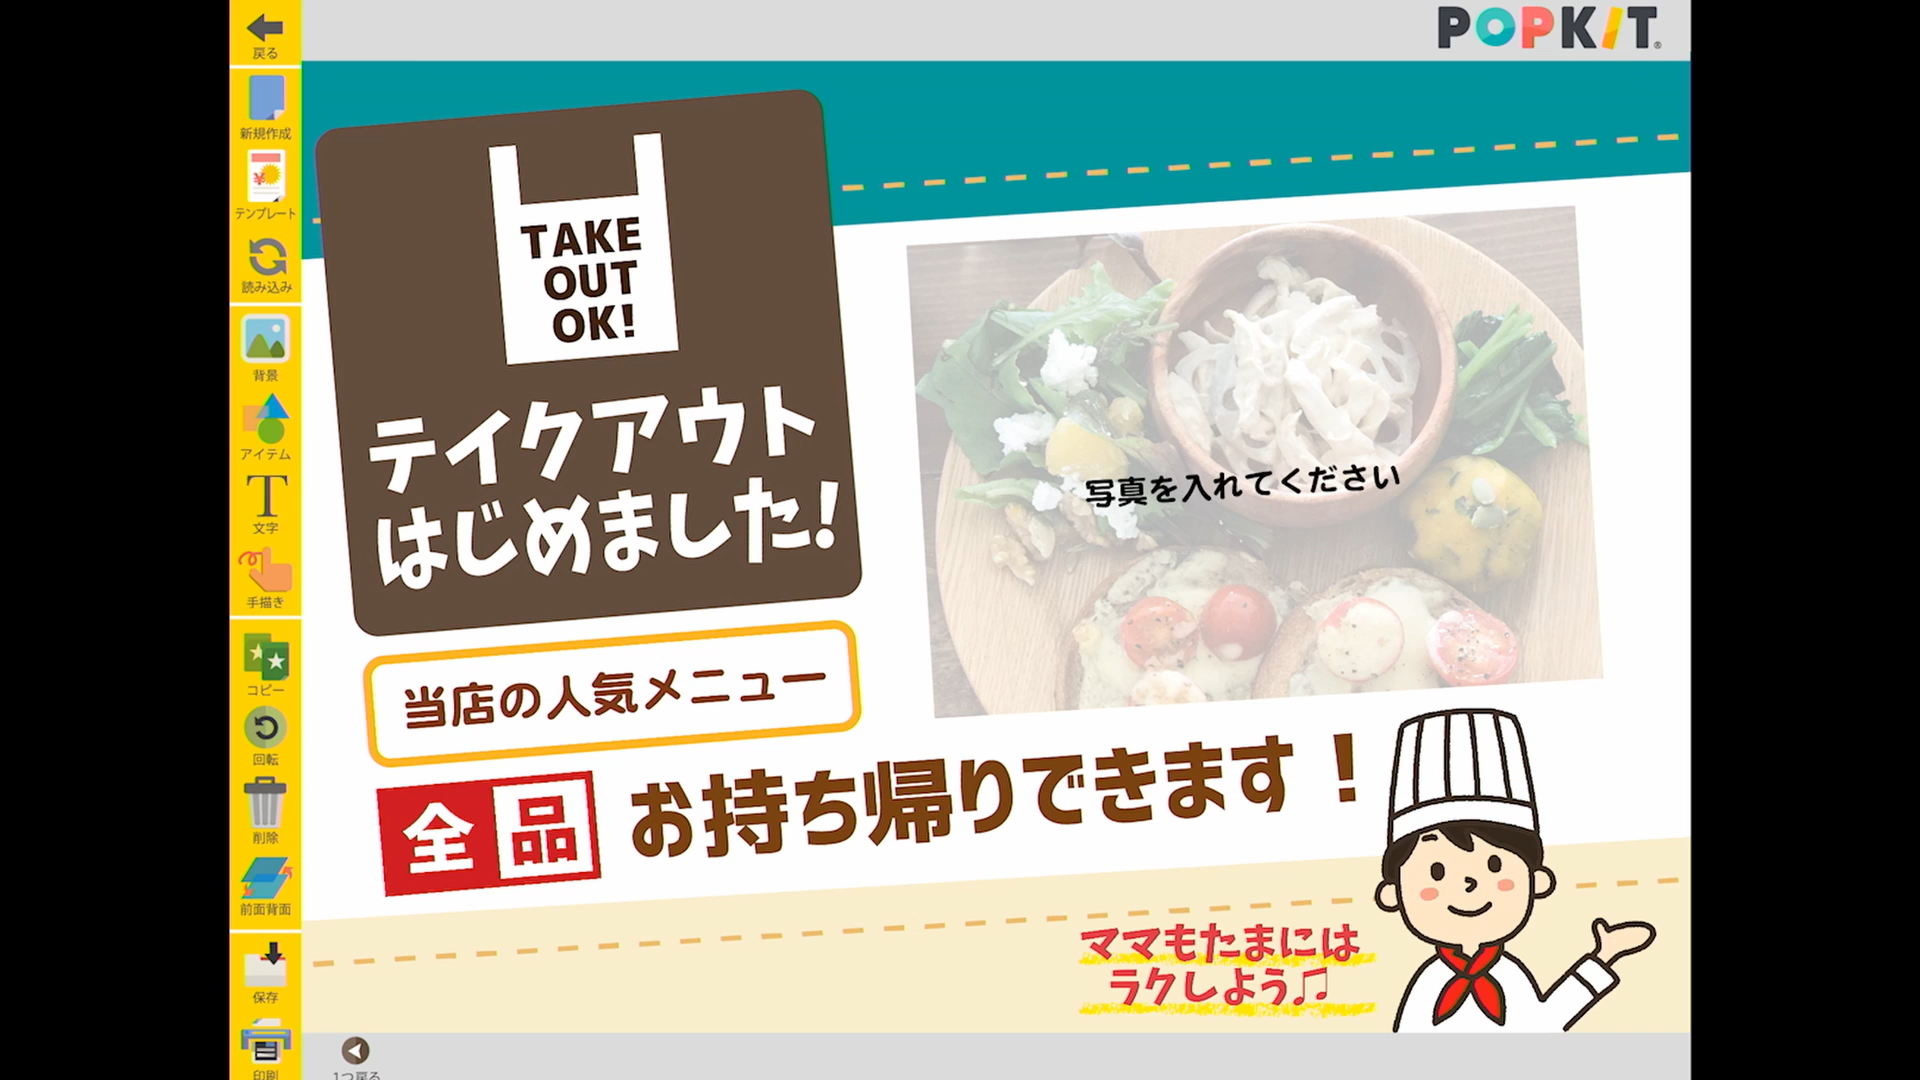 戻る
POPKIT®
新規作成
テンプレート
読み込み
背景
アイテム
文字
手描き
コピー
回転
削除
前面背面
保存
印刷
TAKE
OUT
OK!
テイクアウト
はじめました!
写真を入れてください
当店の人気メニュー
全品 お持ち帰りできます！
ママもたまには
ラクしよう♫
1つ戻る